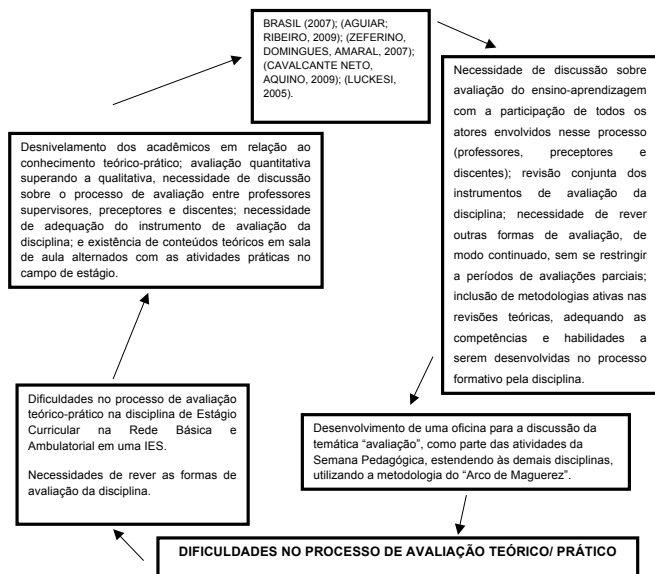 BRASIL (2007); (AGUIAR;
RIBEIRO, 2009); (ZEFERINO,
DOMINGUES, AMARAL, 2007);
(CAVALCANTE NETO,
AQUINO, 2009); (LUCKESI,
2005).
Necessidade de discussão sobre
avaliação do ensino-aprendizagem
com a participação de todos os
atores envolvidos nesse processo
(professores, preceptores e
discentes); revisão conjunta dos
instrumentos de avaliação da
disciplina; necessidade de rever
outras formas de avaliação, de
modo continuado, sem se restringir
a períodos de avaliações parciais;
inclusão de metodologias ativas nas
revisões teóricas, adequando as
competências e habilidades a
serem desenvolvidas no processo
formativo pela disciplina.
Desnivelamento dos acadêmicos em relação ao
conhecimento teórico-prático; avaliação quantitativa
superando a qualitativa, necessidade de discussão
sobre o processo de avaliação entre professores
supervisores, preceptores e discentes; necessidade
de adequação do instrumento de avaliação da
disciplina; e existência de conteúdos teóricos em sala
de aula alternados com as atividades práticas no
campo de estágio.
Dificuldades no processo de avaliação
teórico-prático na disciplina de Estágio
Curricular na Rede Básica e
Ambulatorial em uma IES.
Necessidades de rever as formas de
avaliação da disciplina.
Desenvolvimento de uma oficina para a discussão da
temática “avaliação”, como parte das atividades da
Semana Pedagógica, estendendo às demais disciplinas,
utilizando a metodologia do “Arco de Maguerez”.
DIFICULDADES NO PROCESSO DE AVALIAÇÃO TEÓRICO/ PRÁTICO